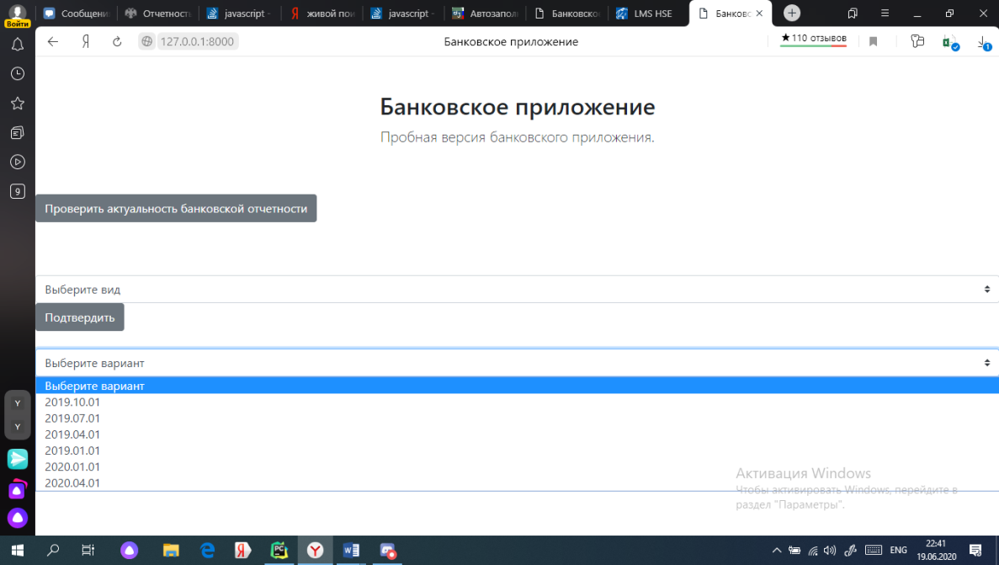 Войти
Сообщени
Отчетность
javascript -
живой пои
javascript -
Автозапол
Банковско
LMS HSE
Банковс
127.0.0.1:8000
Банковское приложение
★110 отзывов
1
9
Y
Y
Банковское приложение
Пробная версия банковского приложения.
Проверить актуальность банковской отчетности
Выберите вид
Подтвердить
Выберите вариант
Выберите вариант
2019.10.01
2019.07.01
2019.04.01
2019.01.01
2020.01.01
2020.04.01
Активация Windows
Чтобы активировать Windows, перейдите в
раздел "Параметры".
ENG
22:41
19.06.2020